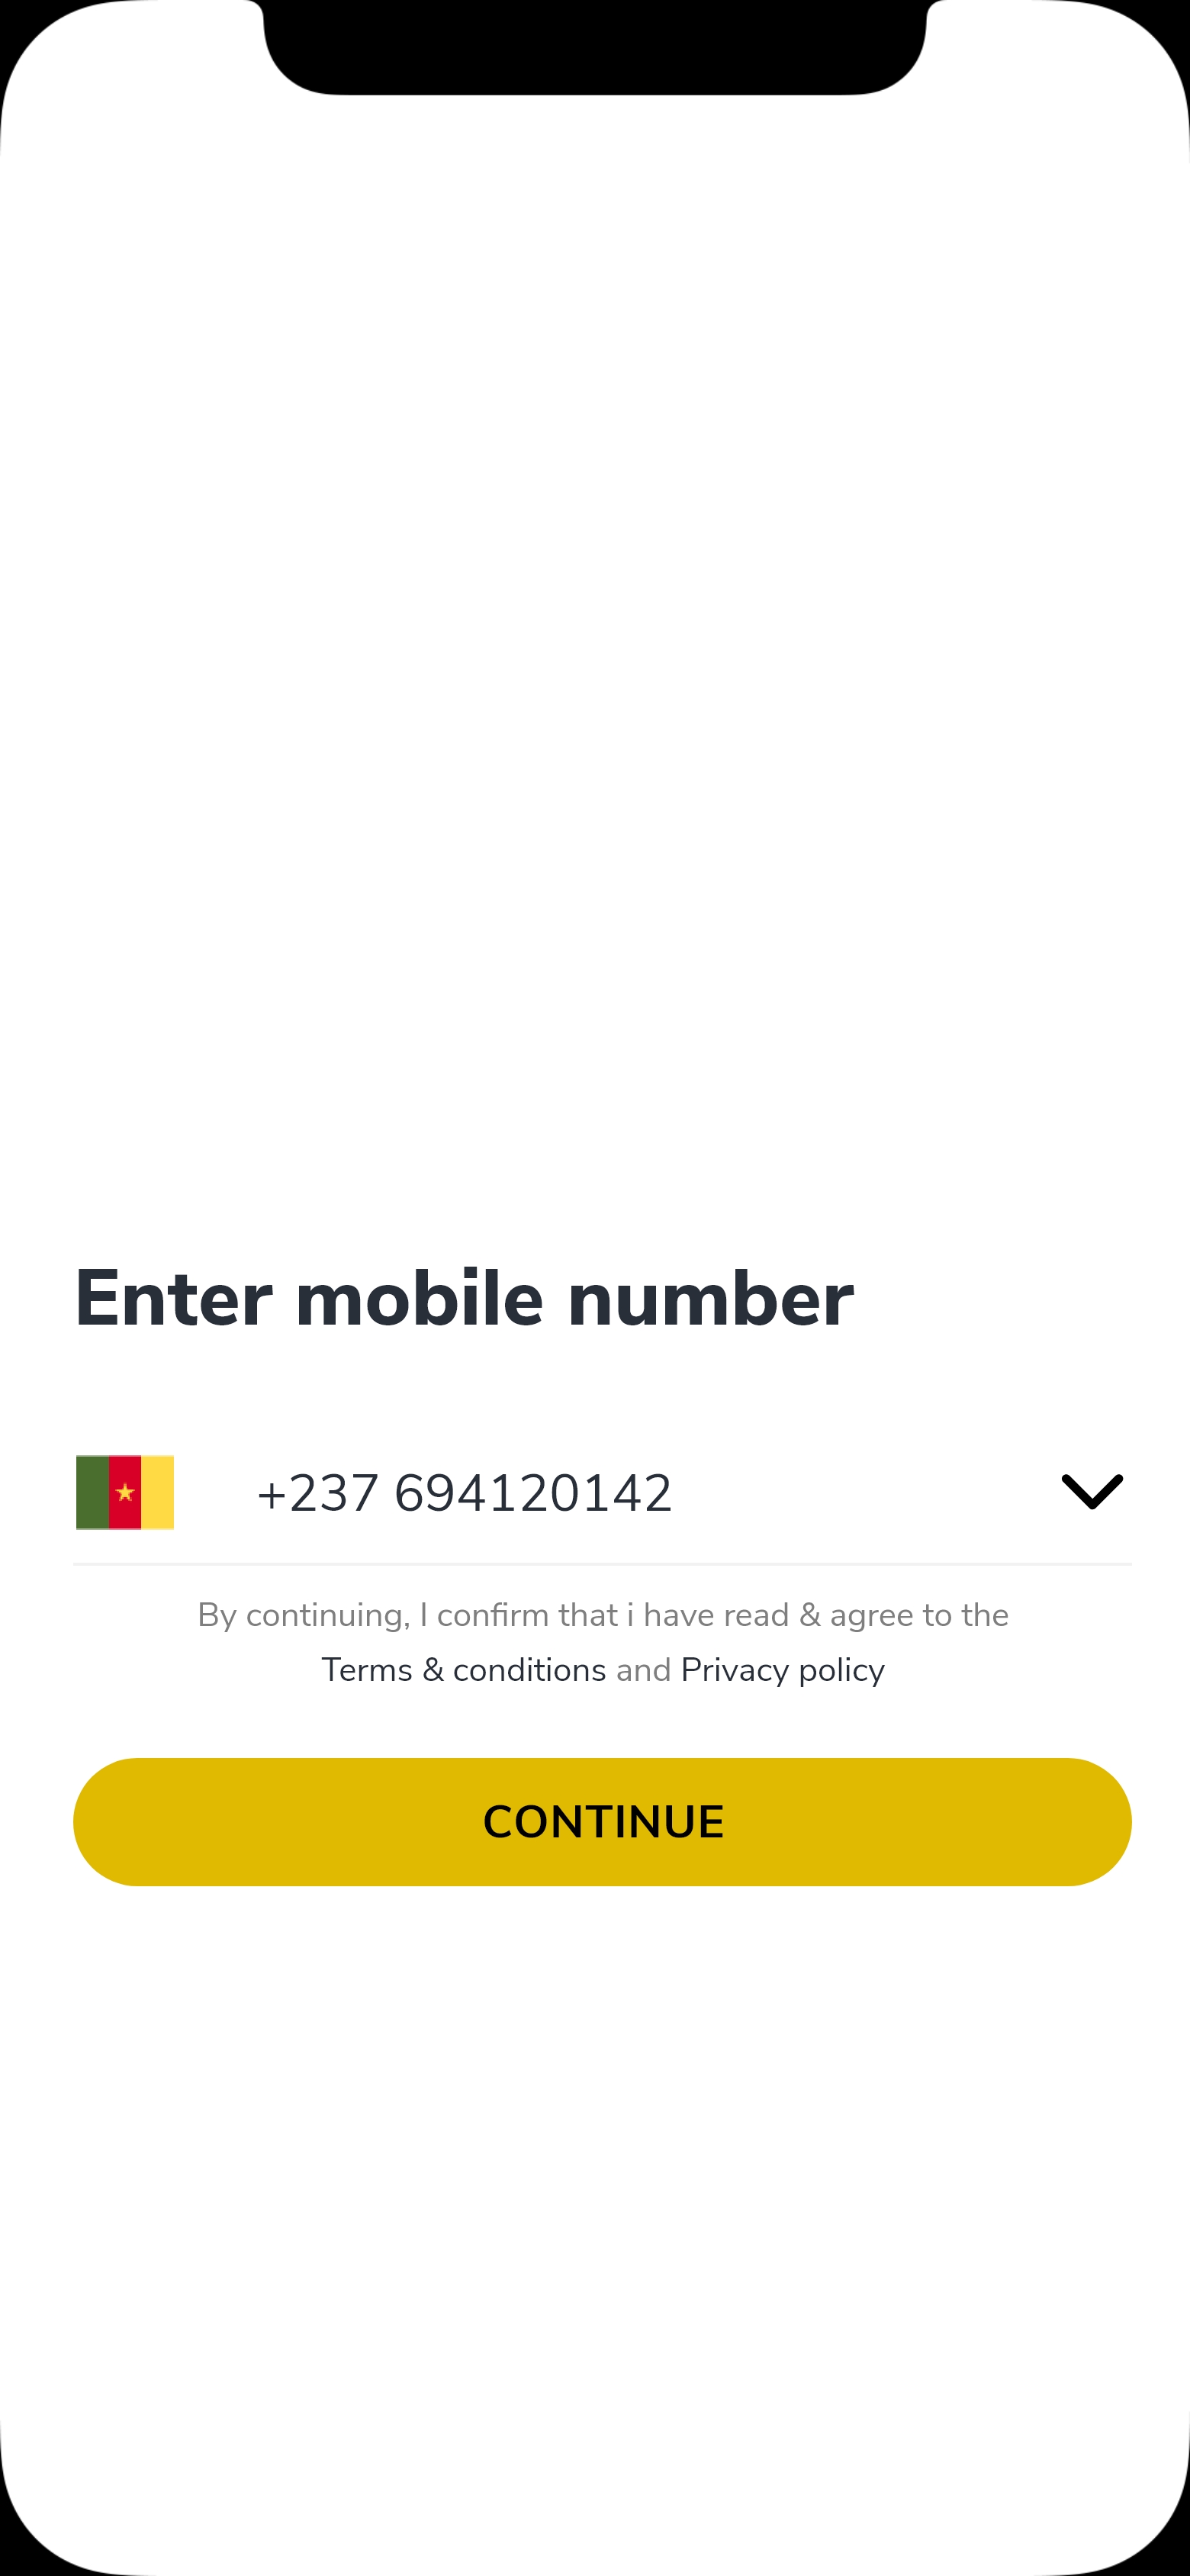 Enter mobile number
+237 694120142
By continuing, I confirm that i have read & agree to the
Terms & conditions and Privacy policy
CONTINUE